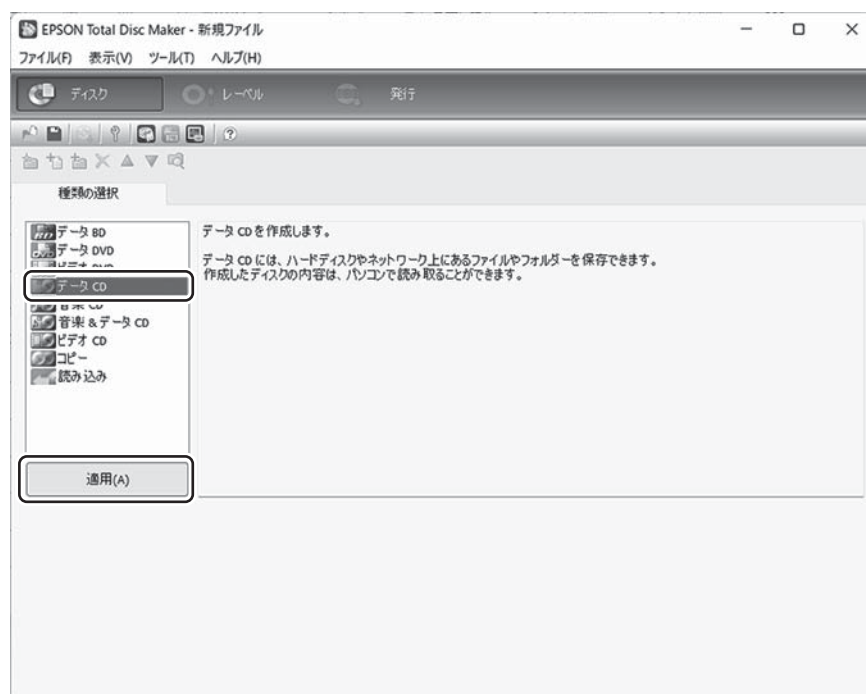 EPSON Total Disc Maker - 新規ファイル
ファイル(F) 表示(V) ツール(T) ヘルプ(H)
ディスク レーベル 発行
種類の選択
データ BD
データ DVD
データ CD
音楽 & データ CD
ビデオ CD
コピー
読み込み
適用(A)
データ CD を作成します。
データ CD には、ハードディスクやネットワーク上にあるファイルやフォルダーを保存できます。
作成したディスクの内容は、パソコンで読み取ることができます。